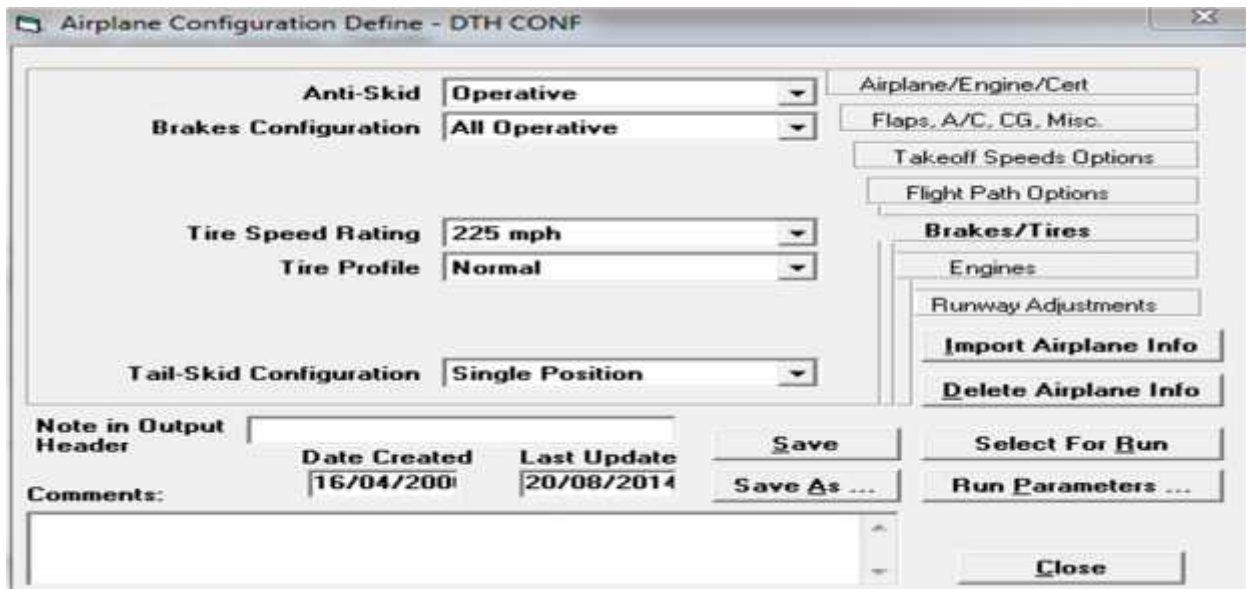 Airplane Configuration Define - DTH CONF
Anti-Skid Operative
Brakes Configuration All Operative
Tire Speed Rating 225 mph
Tire Profile Normal
Tail-Skid Configuration Single Position
Airplane/Engine/Cert
Flaps, A/C, CG, Misc.
Takeoff Speeds Options
Flight Path Options
Brakes/Tires
Engines
Runway Adjustments
Import Airplane Info
Delete Airplane Info
Note in Output
Header
Date Created Last Update
16/04/200 20/08/2014
Save
Select For Run
Save As ...
Run Parameters ...
Comments:
Close